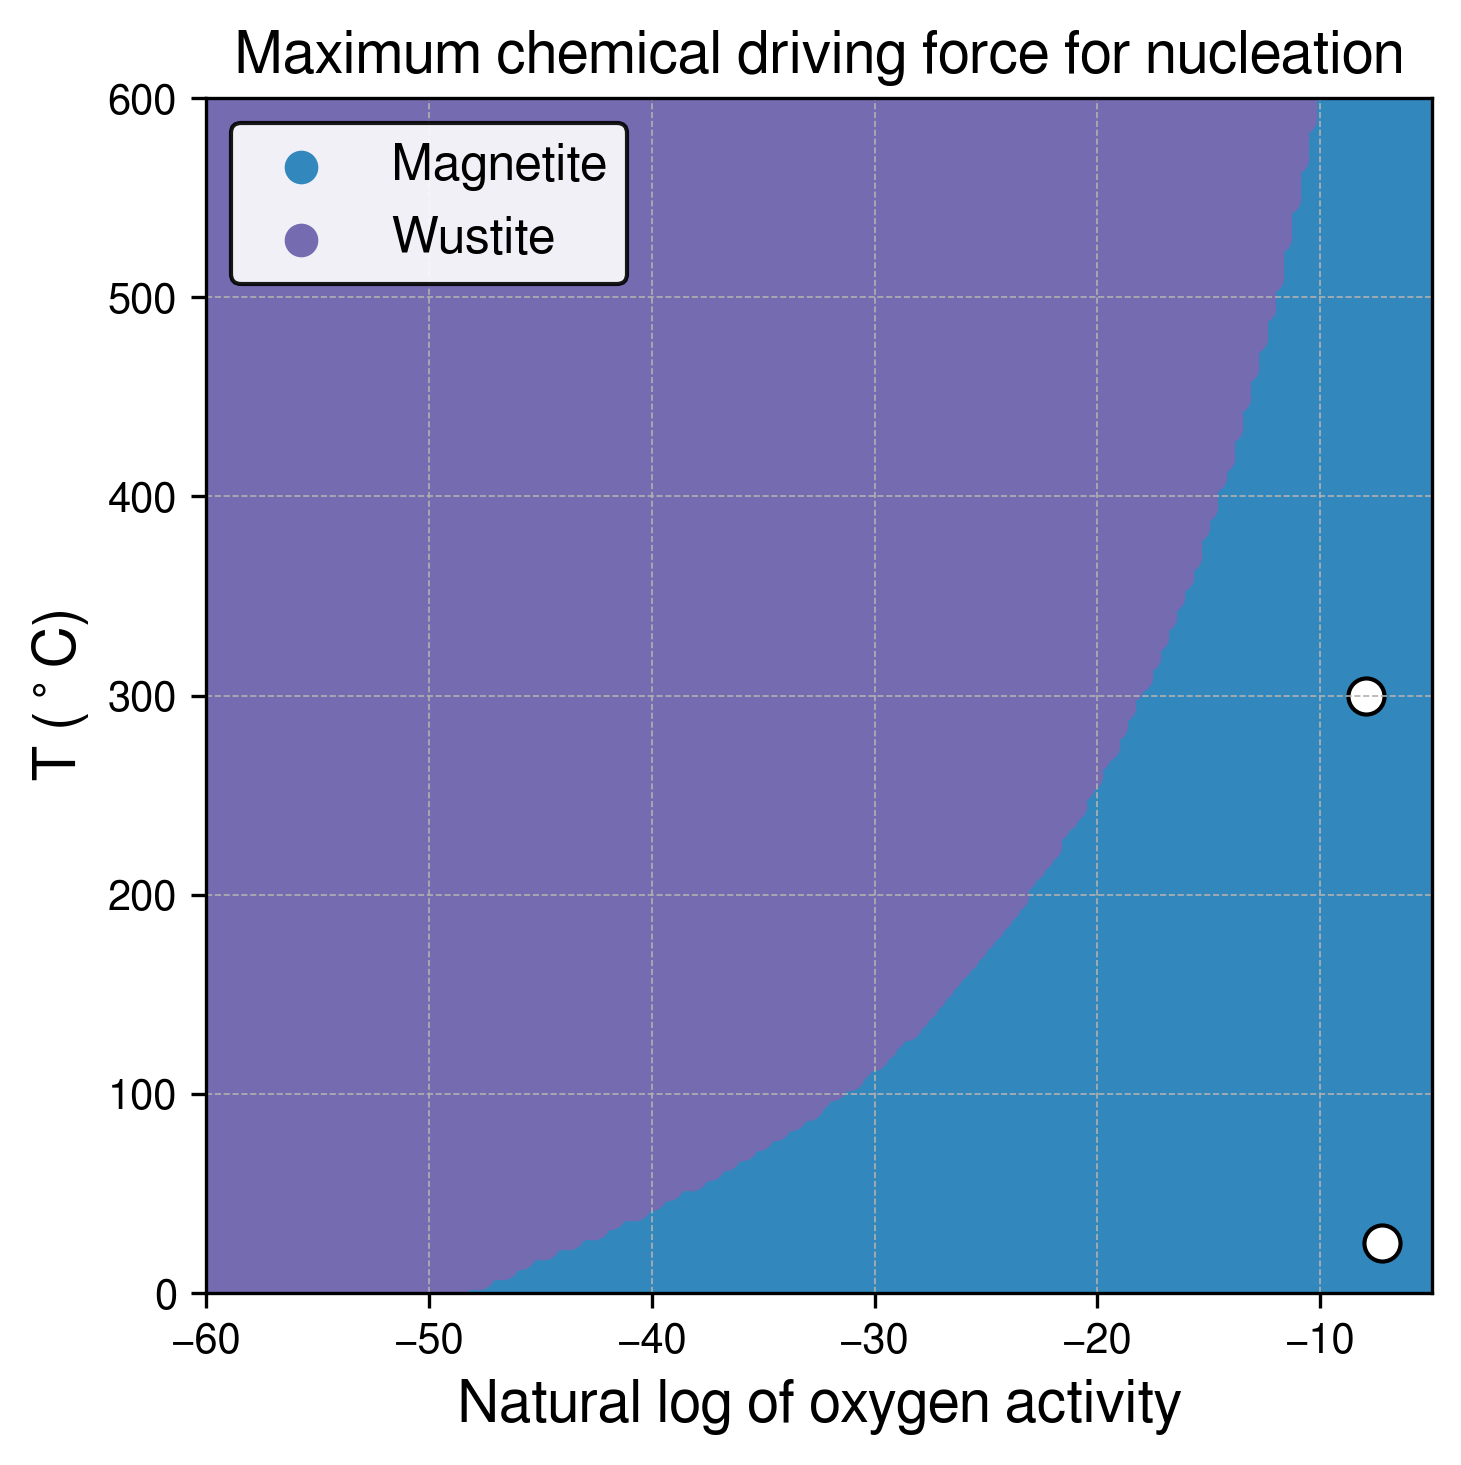 Maximum chemical driving force for nucleation
600
500
400
300
200
100
0
Magnetite
Wustite
T (°C)
−60
−50
−40
−30
−20
−10
Natural log of oxygen activity